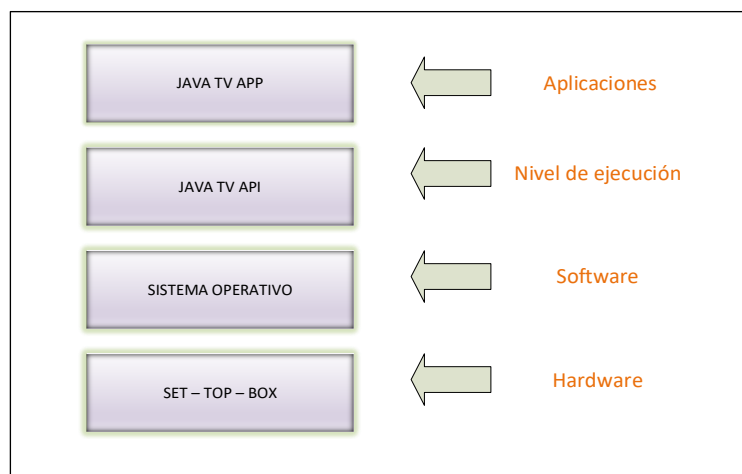 JAVA TV APP
Aplicaciones
JAVA TV API
Nivel de ejecución
SISTEMA OPERATIVO
Software
SET – TOP – BOX
Hardware